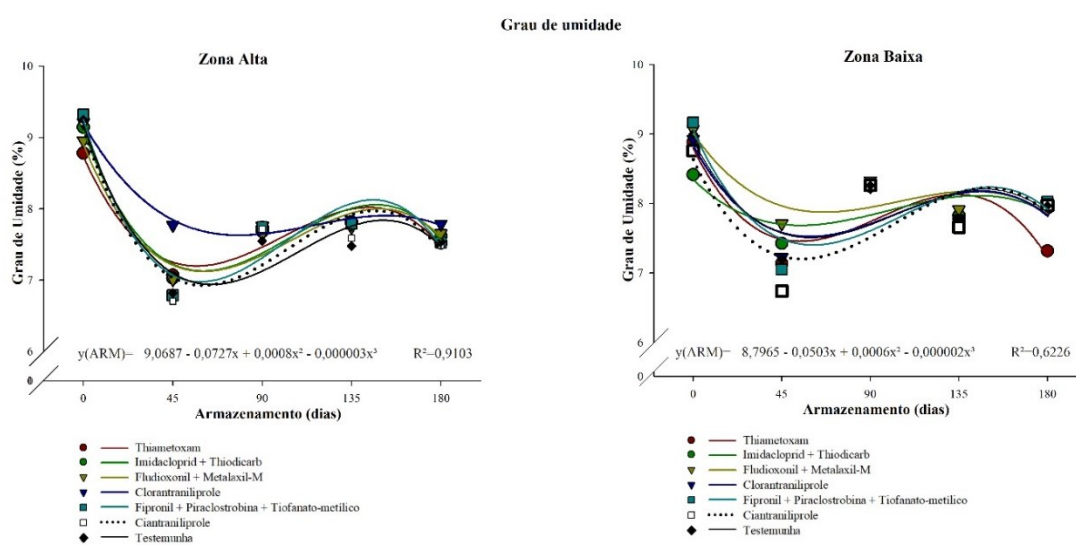 Grau de umidade
Zona Alta
Grau de Umidade (%)
10
9
8
7
6
0
y(ARM)= 9,0687 - 0,0727x + 0,0008x² - 0,000003x³ R²=0,9103
0 45 90 135 180
Armazenamento (dias)
Thiametoxam
Imidacloprid + Thiodicarb
Fludioxonil + Metalaxil-M
Clorantraniliprole
Fipronil + Piraclostrobina + Tiofanato-metílico
Ciantraniliprole
Testemunha
Zona Baixa
Grau de Umidade (%)
10
9
8
7
6
0
y(ARM)= 8,7965 - 0,0503x + 0,0006x² - 0,000002x³ R²=0,6226
0 45 90 135 180
Armazenamento (dias)
Thiametoxam
Imidacloprid + Thiodicarb
Fludioxonil + Metalaxil-M
Clorantraniliprole
Fipronil + Piraclostrobina + Tiofanato-metílico
Ciantraniliprole
Testemunha